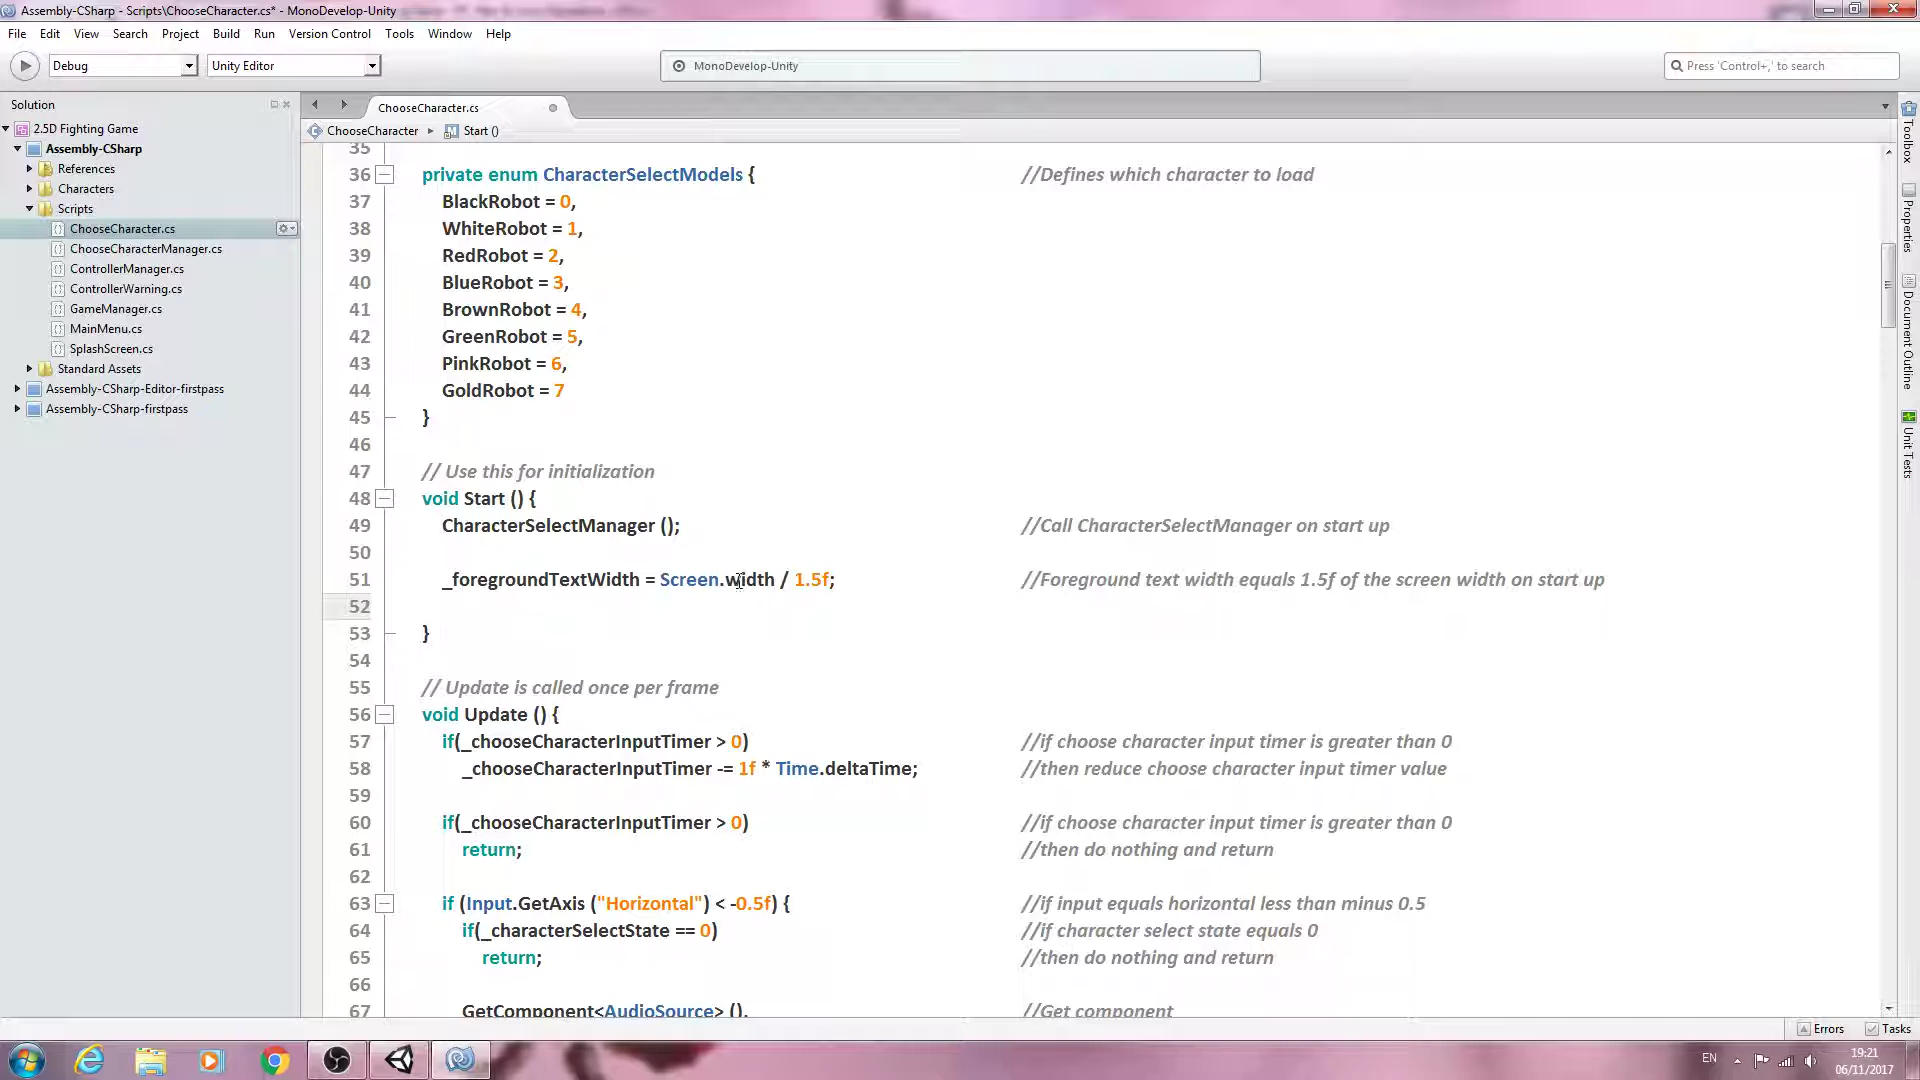 Assembly-CSharp - Scripts\ChooseCharacter.cs* - MonoDevelop-Unity
File Edit View Search Project Build Run Version Control Tools Window Help
Debug Unity Editor MonoDevelop-Unity Press 'Control+,' to search
Solution
2.5D Fighting Game
Assembly-CSharp
References
Characters
Scripts
ChooseCharacter.cs
ChooseCharacterManager.cs
ControllerManager.cs
ControllerWarning.cs
GameManager.cs
MainMenu.cs
SplashScreen.cs
Standard Assets
Assembly-CSharp-Editor-firstpass
Assembly-CSharp-firstpass
ChooseCharacter.cs
ChooseCharacter Start ()
35
36 private enum CharacterSelectModels { //Defines which character to load
37 BlackRobot = 0,
38 WhiteRobot = 1,
39 RedRobot = 2,
40 BlueRobot = 3,
41 BrownRobot = 4,
42 GreenRobot = 5,
43 PinkRobot = 6,
44 GoldRobot = 7
45 }
46
47 // Use this for initialization
48 void Start () {
49 CharacterSelectManager (); //Call CharacterSelectManager on start up
50
51 _foregroundTextWidth = Screen.width / 1.5f; //Foreground text width equals 1.5f of the screen width on start up
52
53 }
54
55 // Update is called once per frame
56 void Update () {
57 if(_chooseCharacterInputTimer > 0) //if choose character input timer is greater than 0
58 _chooseCharacterInputTimer -= 1f * Time.deltaTime; //then reduce choose character input timer value
59
60 if(_chooseCharacterInputTimer > 0) //if choose character input timer is greater than 0
61 return; //then do nothing and return
62
63 if (Input.GetAxis ("Horizontal") < -0.5f) { //if input equals horizontal less than minus 0.5
64 if(_characterSelectState == 0) //if character select state equals 0
65 return; //then do nothing and return
66
67 GetComponent<AudioSource> (). //Get component
Toolbox
Properties
Document Outline
Unit Tests
Errors Tasks
EN
19:21
06/11/2017